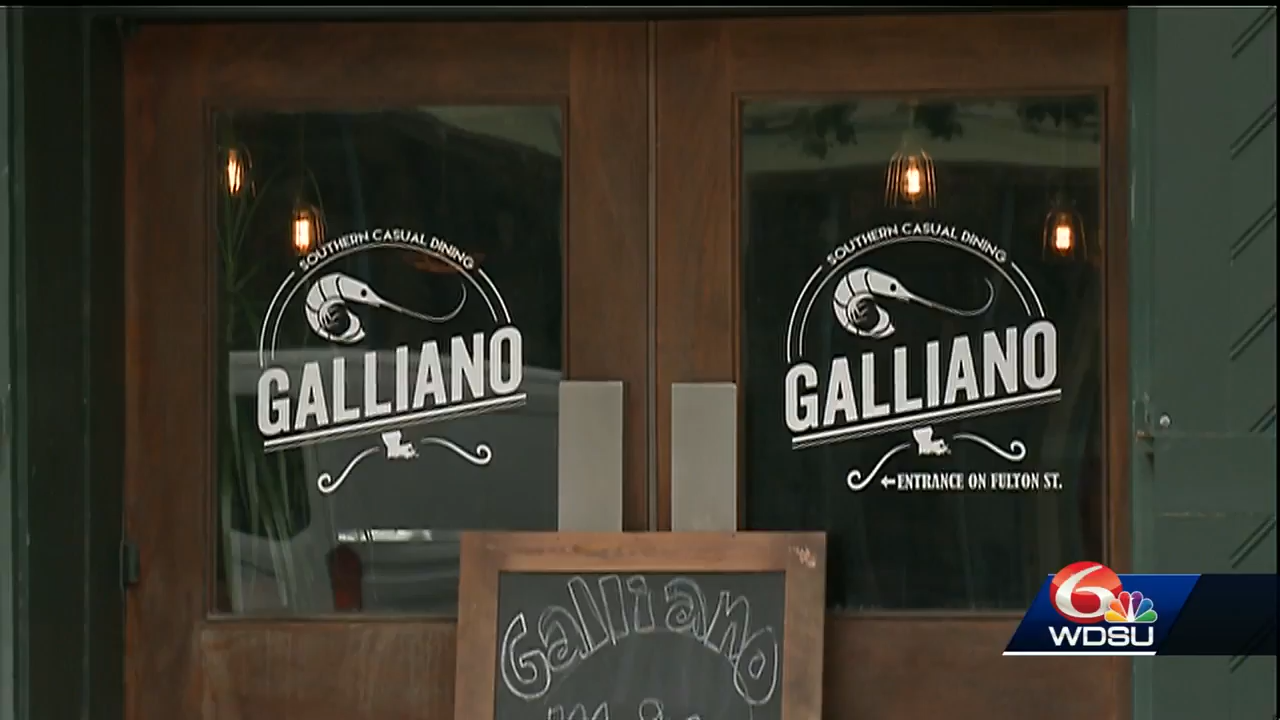 SOUTHERN CASUAL DINING
GALLIANO
SOUTHERN CASUAL DINING
GALLIANO
←ENTRANCE ON FULTON ST.
Galliano
6
WDSU